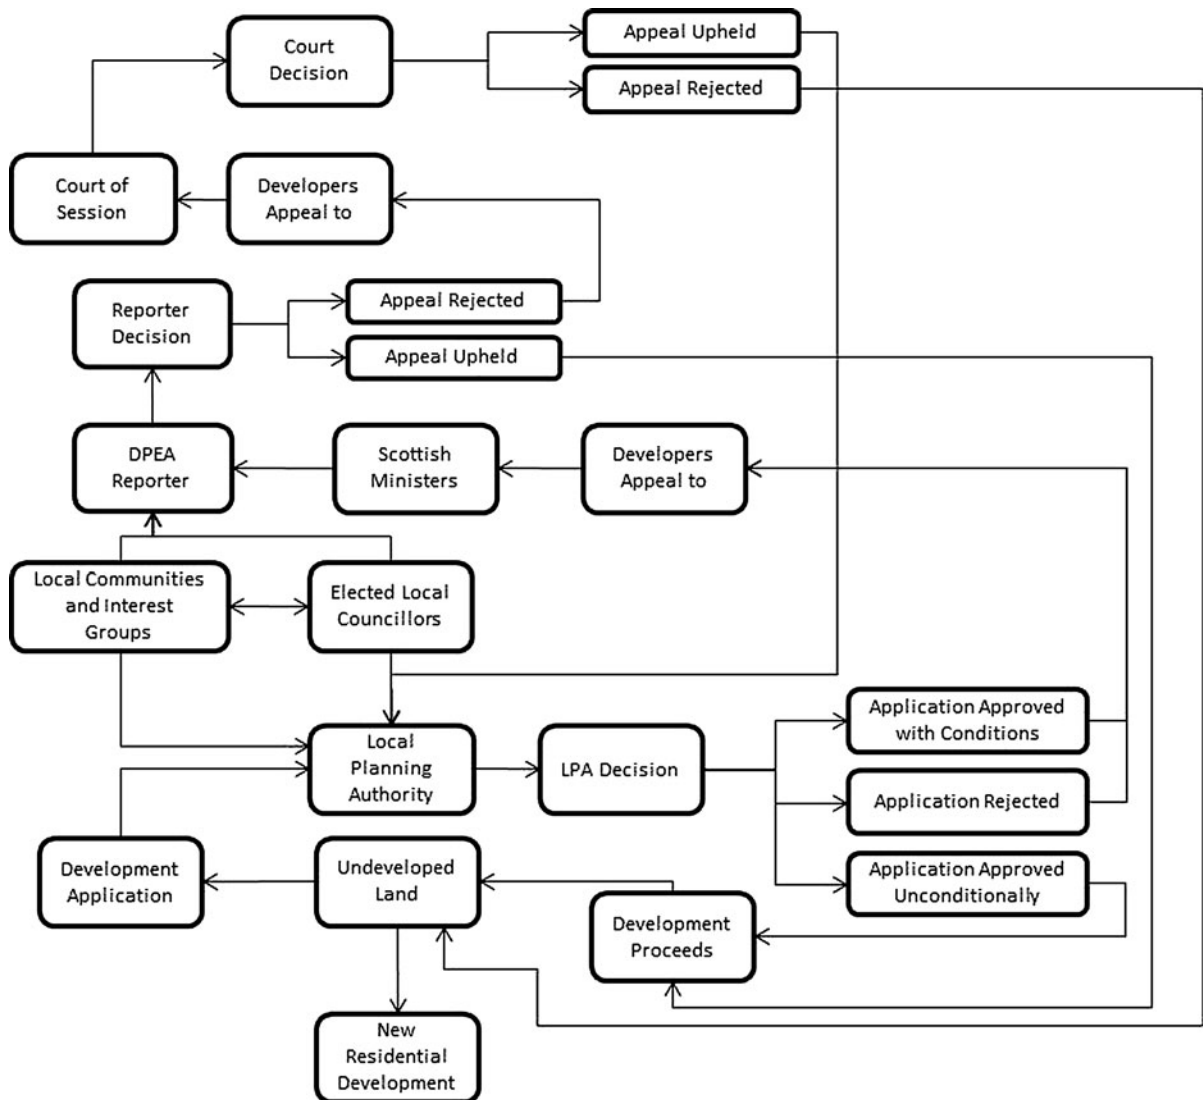 Court
Decision
Appeal Upheld
Appeal Rejected
Court of
Session
Developers
Appeal to
Reporter
Decision
Appeal Rejected
Appeal Upheld
DPEA
Reporter
Scottish
Ministers
Developers
Appeal to
Local Communities
and Interest
Groups
Elected Local
Councillors
Local
Planning
Authority
LPA Decision
Application Approved
with Conditions
Application Rejected
Application Approved
Unconditionally
Development
Application
Undeveloped
Land
Development
Proceeds
New
Residential
Development